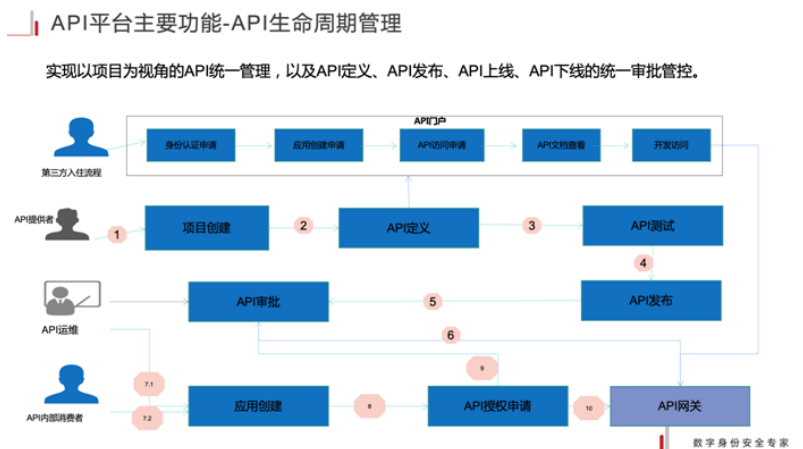 API平台主要功能-API生命周期管理
实现以项目为视角的API统一管理，以及API定义、API发布、API上线、API下线的统一审批管控。
API门户
身份认证申请
应用创建申请
API访问申请
API文档查看
开发访问
第三方入住流程
API提供者
1
项目创建
2
API定义
3
API测试
4
API审批
5
API发布
API运维
6
7.1
9
API内部消费者
7.2
应用创建
8
API授权申请
10
API网关
数字身份安全专家